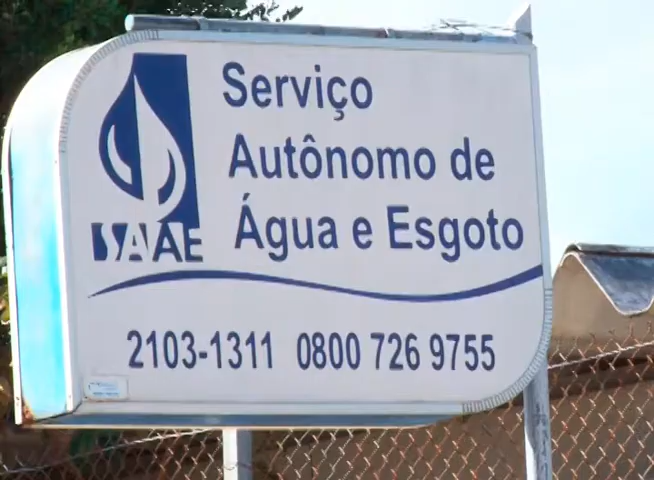 Serviço
Autônomo de
Água e Esgoto
SAAE
2103-1311 0800 726 9755